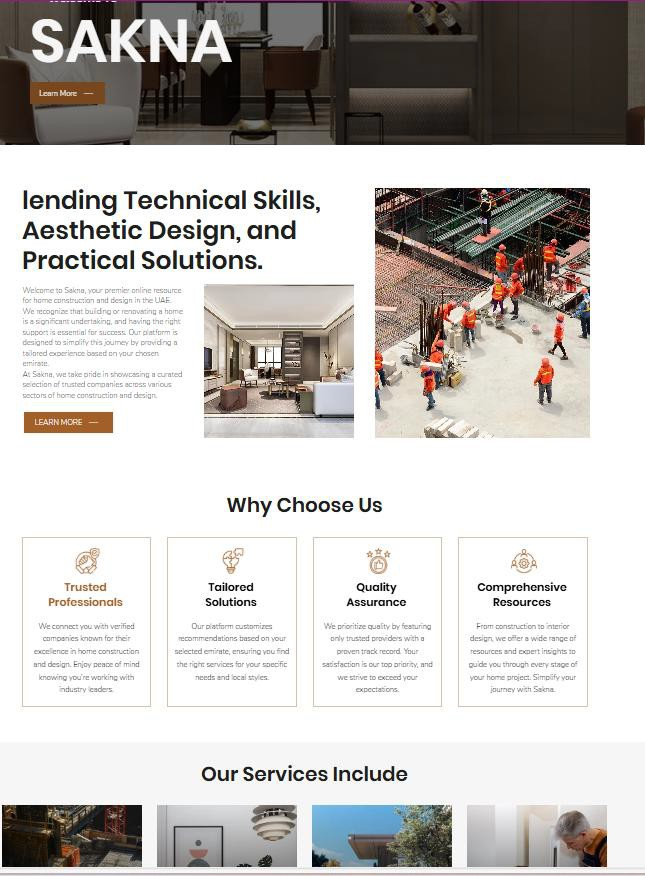 SAKNA
Learn More
lending Technical Skills,
Aesthetic Design, and
Practical Solutions.
Welcome to Sakna, your premier online resource
for home construction and design in the UAE.
We recognize that building or renovating a home
is a significant undertaking, and having the right
support is essential for success. Our platform is
designed to simplify this journey by providing a
tailored experience based on your chosen
emirate.
At Sakna, we take pride in showcasing a curated
selection of trusted companies across various
sectors of home construction and design.
LEARN MORE
Why Choose Us
Trusted
Professionals
We connect you with verified
companies known for their
excellence in home construction
and design. Enjoy peace of mind
knowing you're working with
industry leaders.
Tailored
Solutions
Our platform customizes
recommendations based on your
selected emirate, ensuring you find
the right services for your specific
needs and local styles.
Quality
Assurance
We prioritize quality by featuring
only trusted providers with a
proven track record. Your
satisfaction is our top priority, and
we strive to exceed your
expectations.
Comprehensive
Resources
From construction to interior
design, we offer a wide range of
resources and expert insights to
guide you through every stage of
your home project. Simplify your
journey with Sakna.
Our Services Include